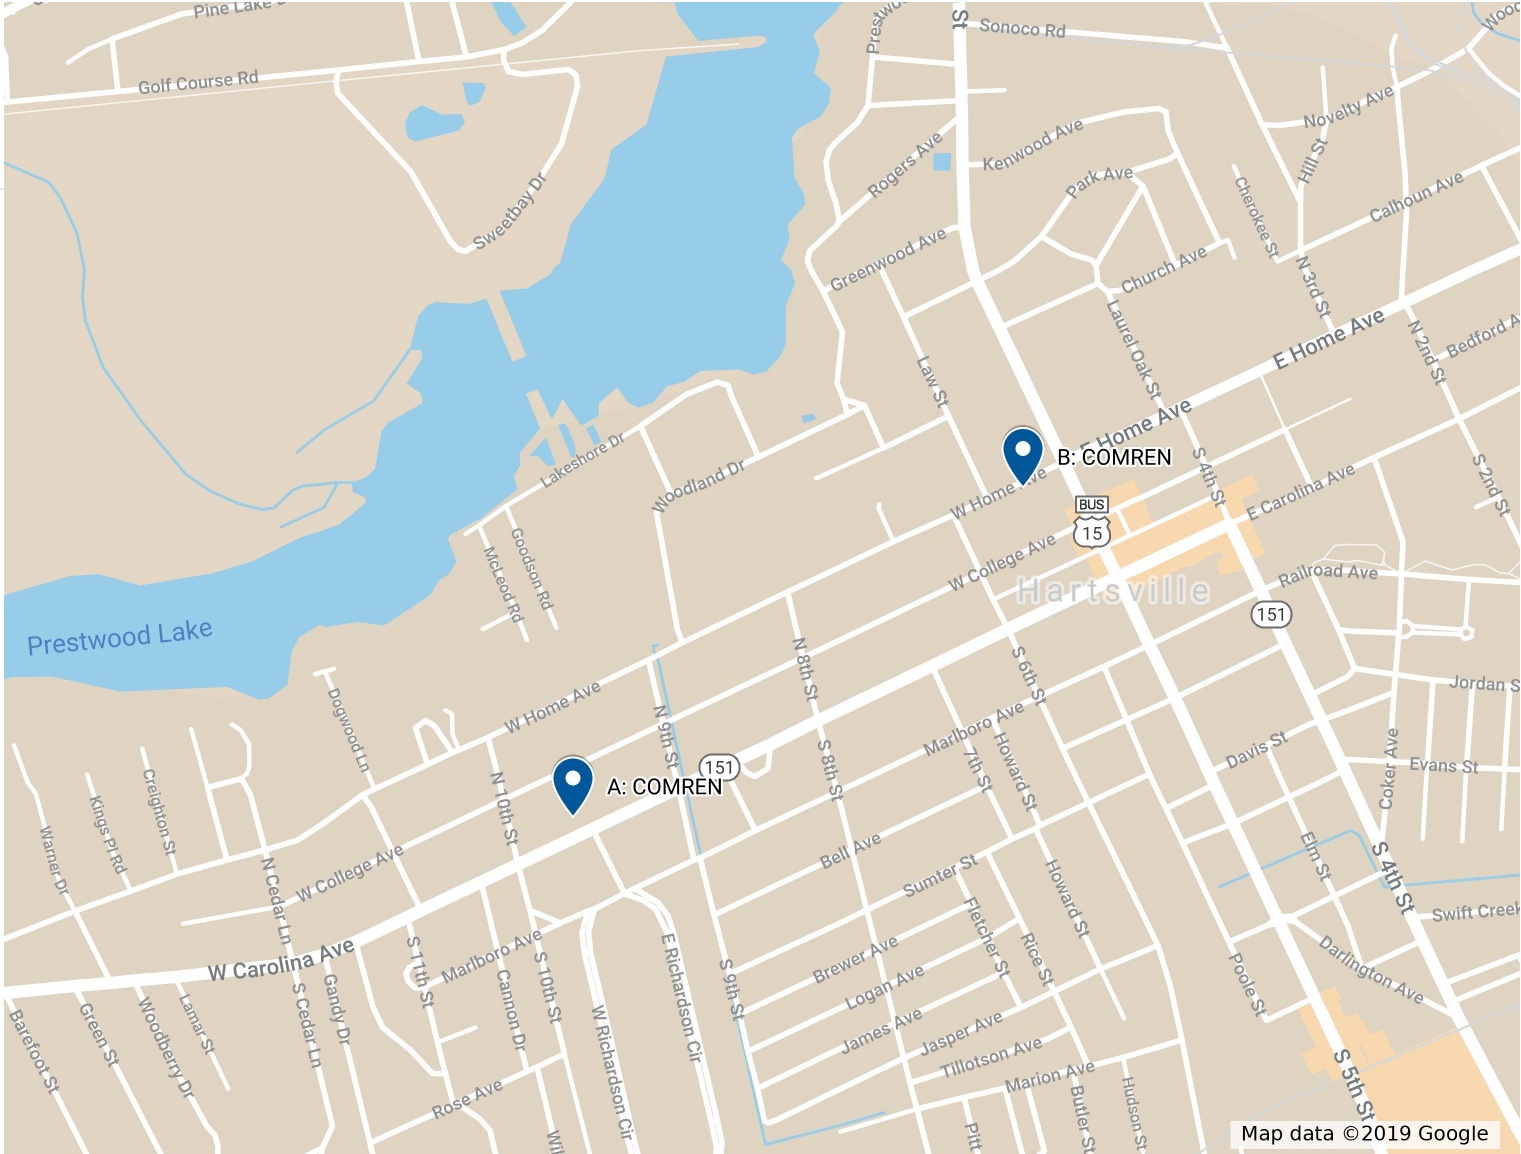 Pine Lake D
St
Sonoco Rd
Prestwo
Wood
Golf Course Rd
Novelty Ave
Kenwood Ave
Rogers Ave
Hill St
Park Ave
Cherokee St
Calhoun Ave
Sweetbay Dr
Greenwood Ave
Church Ave
N 3rd St
Laurel Oak St
E Home Ave
N 2nd St
Bedford A
Law St
E Home Ave
B: COMREN
Lakeshore Dr
Woodland Dr
W Home Ave
S 4th St
E Carolina Ave
S 2nd St
BUS
15
Goodson Rd
McLeod Rd
W College Ave
Hartsville
Railroad Ave
151
Prestwood Lake
N 8th St
S 6th St
Jordan S
W Home Ave
Dogwood Ln
N 9th St
Marlboro Ave
Davis St
Coker Ave
Evans St
151
S 8th St
7th St
Howard St
A: COMREN
N 10th St
Creighton St
Kings Pl Rd
Warner Dr
W College Ave
N Cedar Ln
Bell Ave
Sumter St
Howard St
Elm St
S 4th St
Swift Creek
W Carolina Ave
S 11th St
Marlboro Ave
Cannon Dr
S 10th St
E Richardson Cir
S 9th St
Brewer Ave
Logan Ave
Fletcher St
Rice St
Poole St
Darlington Ave
Barefoot St
Green St
Woodberry Dr
Lamar St
S Cedar Ln
Gandy Dr
W Richardson Cir
James Ave
Jasper Ave
Tillotson Ave
Marion Ave
Rose Ave
Wil
Pitt
Butler St
Hudson St
S 5th St
Map data ©2019 Google